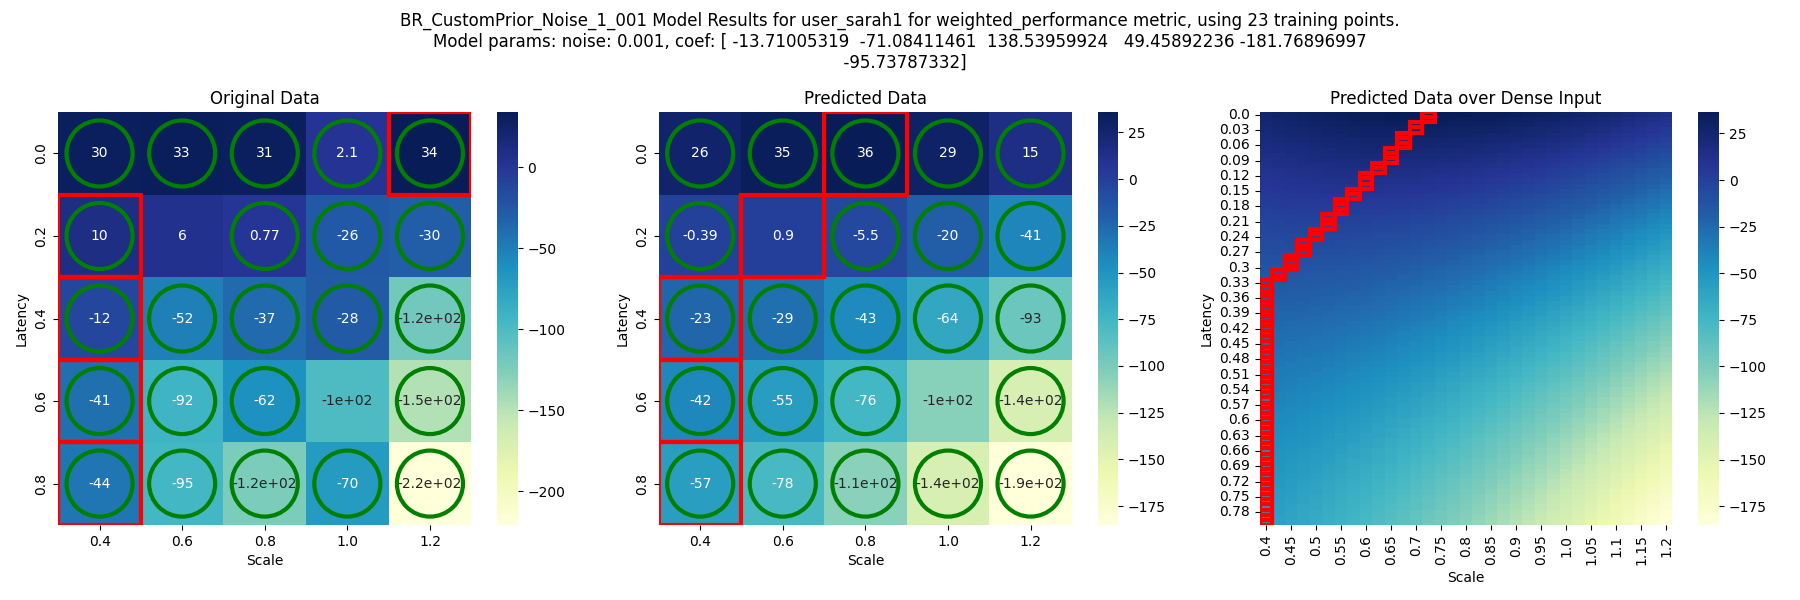 BR_CustomPrior_Noise_1_001 Model Results for user_sarah1 for weighted_performance metric, using 23 training points.
Model params: noise: 0.001, coef: [ -13.71005319  -71.08411461  138.53959924   49.45892236 -181.76896997
-95.73787332]
Original Data
30 33 31 2.1 34
10 6 0.77 -26 -30
-12 -52 -37 -28 -1.2e+02
-41 -92 -62 -1e+02 -1.5e+02
-44 -95 -1.2e+02 -70 -2.2e+02
0.0
0.2
0.4
0.6
0.8
Latency
0.4 0.6 0.8 1.0 1.2
Scale
0
−50
−100
−150
−200
Predicted Data
26 35 36 29 15
-0.39 0.9 -5.5 -20 -41
-23 -29 -43 -64 -93
-42 -55 -76 -1e+02 -1.4e+02
-57 -78 -1.1e+02 -1.4e+02 -1.9e+02
0.0
0.2
0.4
0.6
0.8
Latency
0.4 0.6 0.8 1.0 1.2
Scale
25
0
−25
−50
−75
−100
−125
−150
−175
Predicted Data over Dense Input
0.0
0.03
0.06
0.09
0.12
0.15
0.18
0.21
0.24
0.27
0.3
0.33
0.36
0.39
0.42
0.45
0.48
0.51
0.54
0.57
0.6
0.63
0.66
0.69
0.72
0.75
0.78
Latency
0.4 0.45 0.5 0.55 0.6 0.65 0.7 0.75 0.8 0.85 0.9 0.95 1.0 1.05 1.1 1.15 1.2
Scale
25
0
−25
−50
−75
−100
−125
−150
−175